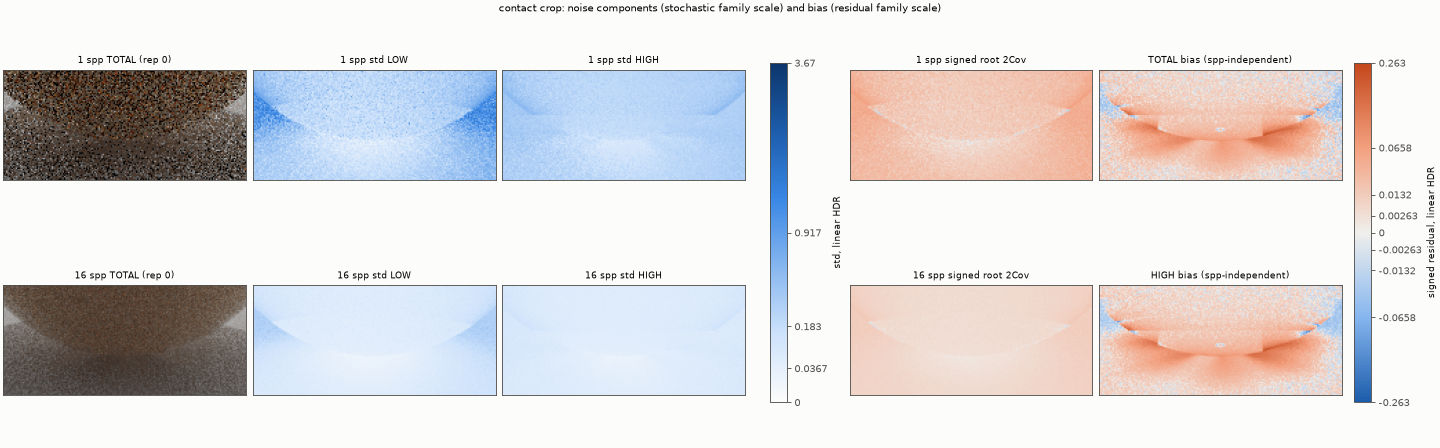 contact crop: noise components (stochastic family scale) and bias (residual family scale)
1 spp TOTAL (rep 0)
1 spp std LOW
1 spp std HIGH
1 spp signed root 2Cov
TOTAL bias (spp-independent)
3.67
0.917
0.183
0.0367
0
std, linear HDR
0.263
0.0658
0.0132
0.00263
0
-0.00263
-0.0132
-0.0658
-0.263
signed residual, linear HDR
16 spp TOTAL (rep 0)
16 spp std LOW
16 spp std HIGH
16 spp signed root 2Cov
HIGH bias (spp-independent)